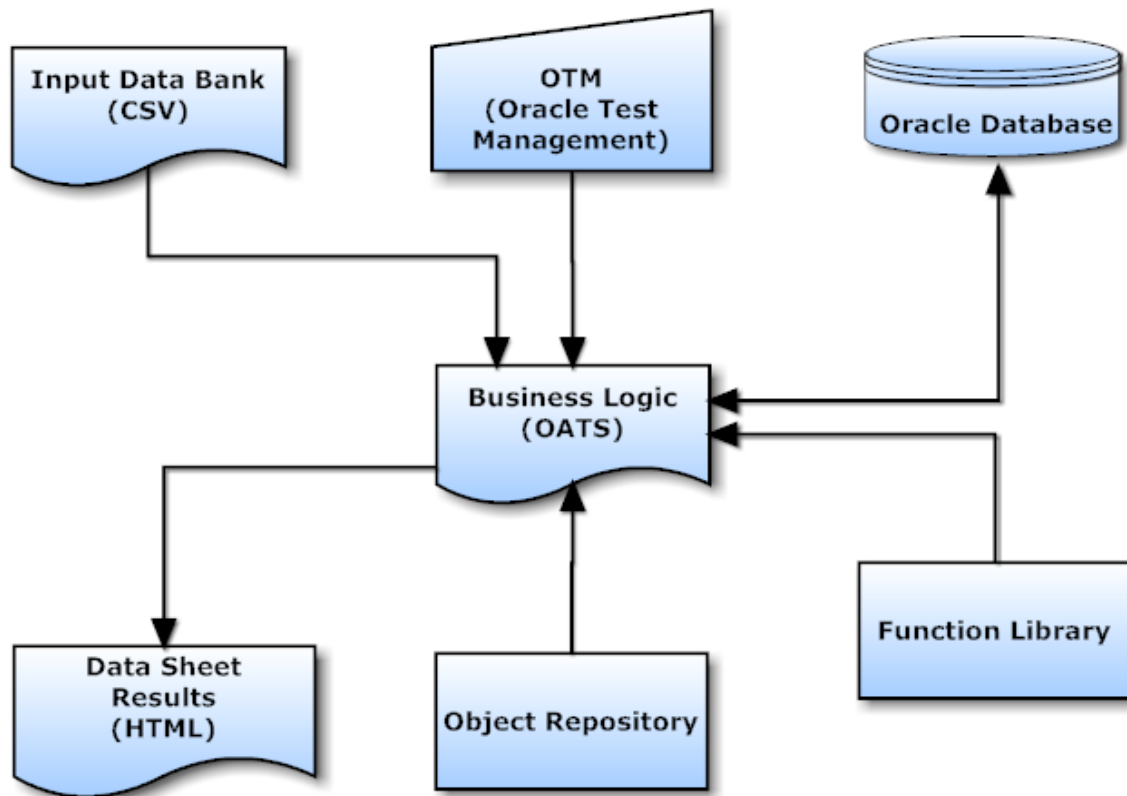 Input Data Bank
(CSV)
OTM
(Oracle Test
Management)
Oracle Database
Business Logic
(OATS)
Function Library
Data Sheet
Results
(HTML)
Object Repository